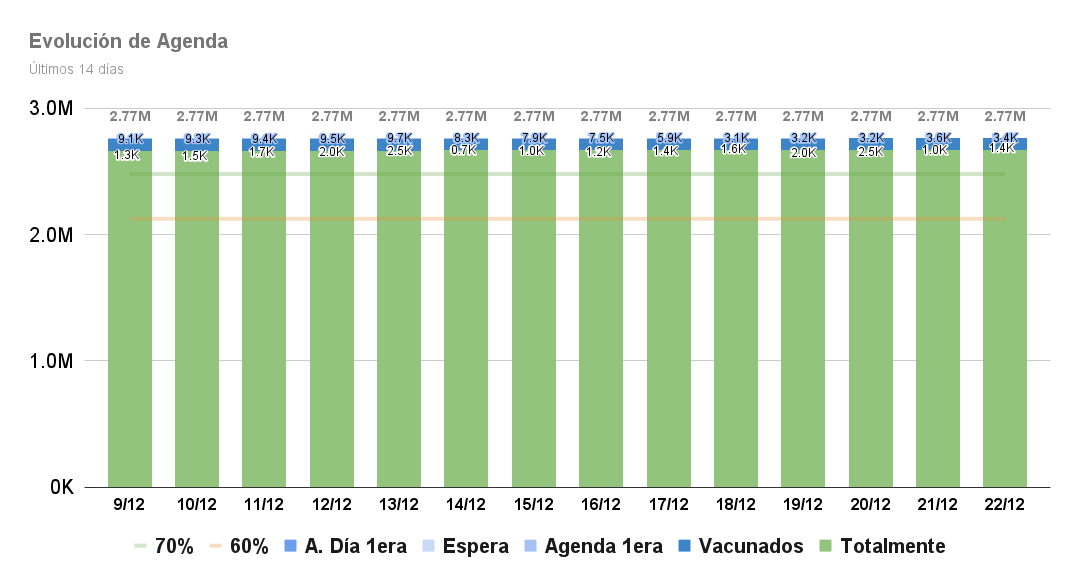 Evolución de Agenda
Últimos 14 días
3.0M
2.77M 2.77M 2.77M 2.77M 2.77M 2.77M 2.77M 2.77M 2.77M 2.77M 2.77M 2.77M 2.77M 2.77M
9.1K 9.3K 9.4K 9.5K 9.7K 8.3K 7.9K 7.5K 5.9K 3.1K 3.2K 3.2K 3.6K 3.4K
1.3K 1.5K 1.7K 2.0K 2.5K 0.7K 1.0K 1.2K 1.4K 1.6K 2.0K 2.5K 1.0K 1.4K
2.0M
1.0M
0K
9/12 10/12 11/12 12/12 13/12 14/12 15/12 16/12 17/12 18/12 19/12 20/12 21/12 22/12
70% 60% A. Día 1era Espera Agenda 1era Vacunados Totalmente